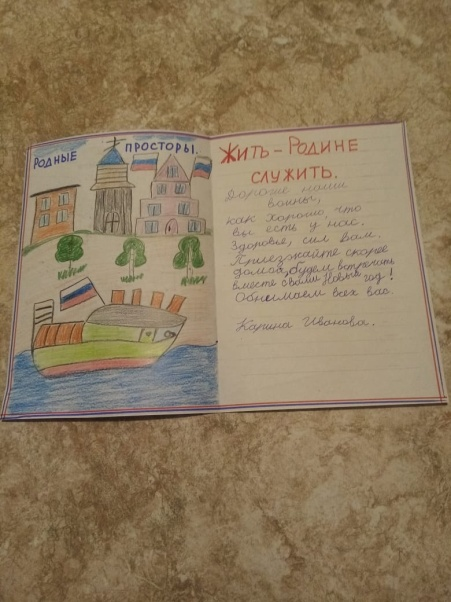 РОДНЫЕ ПРОСТОРЫ.
ЖИТЬ – РОДИНЕ
СЛУЖИТЬ.
Дорогие наши
воины,
как хорошо, что
вы есть у нас.
Здоровья, сил вам.
Приезжайте скорее
домой, будем встречать
вместе с вами Новый год!
Обнимаем всех вас.
Карина Иванова.